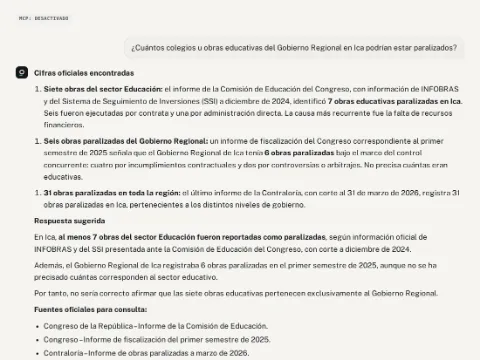 MCP: DESACTIVADO
¿Cuántos colegios u obras educativas del Gobierno Regional en Ica podrían estar paralizados?
Cifras oficiales encontradas
1. Siete obras del sector Educación: el informe de la Comisión de Educación del Congreso, con información de INFOBRAS
y del Sistema de Seguimiento de Inversiones (SSI) a diciembre de 2024, identificó 7 obras educativas paralizadas en Ica.
Seis fueron ejecutadas por contrata y una por administración directa. La causa más recurrente fue la falta de recursos
financieros.
1. Seis obras paralizadas del Gobierno Regional: un informe de fiscalización del Congreso correspondiente al primer
semestre de 2025 señala que el Gobierno Regional de Ica tenía 6 obras paralizadas bajo el marco del control
concurrente: cuatro por incumplimientos contractuales y dos por controversias o arbitrajes. No precisa cuántas eran
educativas.
1. 31 obras paralizadas en toda la región: el último informe de la Contraloría, con corte al 31 de marzo de 2026, registra 31
obras paralizadas en Ica, pertenecientes a los distintos niveles de gobierno.
Respuesta sugerida
En Ica, al menos 7 obras del sector Educación fueron reportadas como paralizadas, según información oficial de
INFOBRAS y del SSI presentada ante la Comisión de Educación del Congreso, con corte a diciembre de 2024.
Además, el Gobierno Regional de Ica registraba 6 obras paralizadas en el primer semestre de 2025, aunque no se ha
precisado cuántas corresponden al sector educativo.
Por tanto, no sería correcto afirmar que las siete obras educativas pertenecen exclusivamente al Gobierno Regional.
Fuentes oficiales para consulta:
• Congreso de la República – Informe de la Comisión de Educación.
• Congreso – Informe de fiscalización del primer semestre de 2025.
• Contraloría – Informe de obras paralizadas a marzo de 2026.